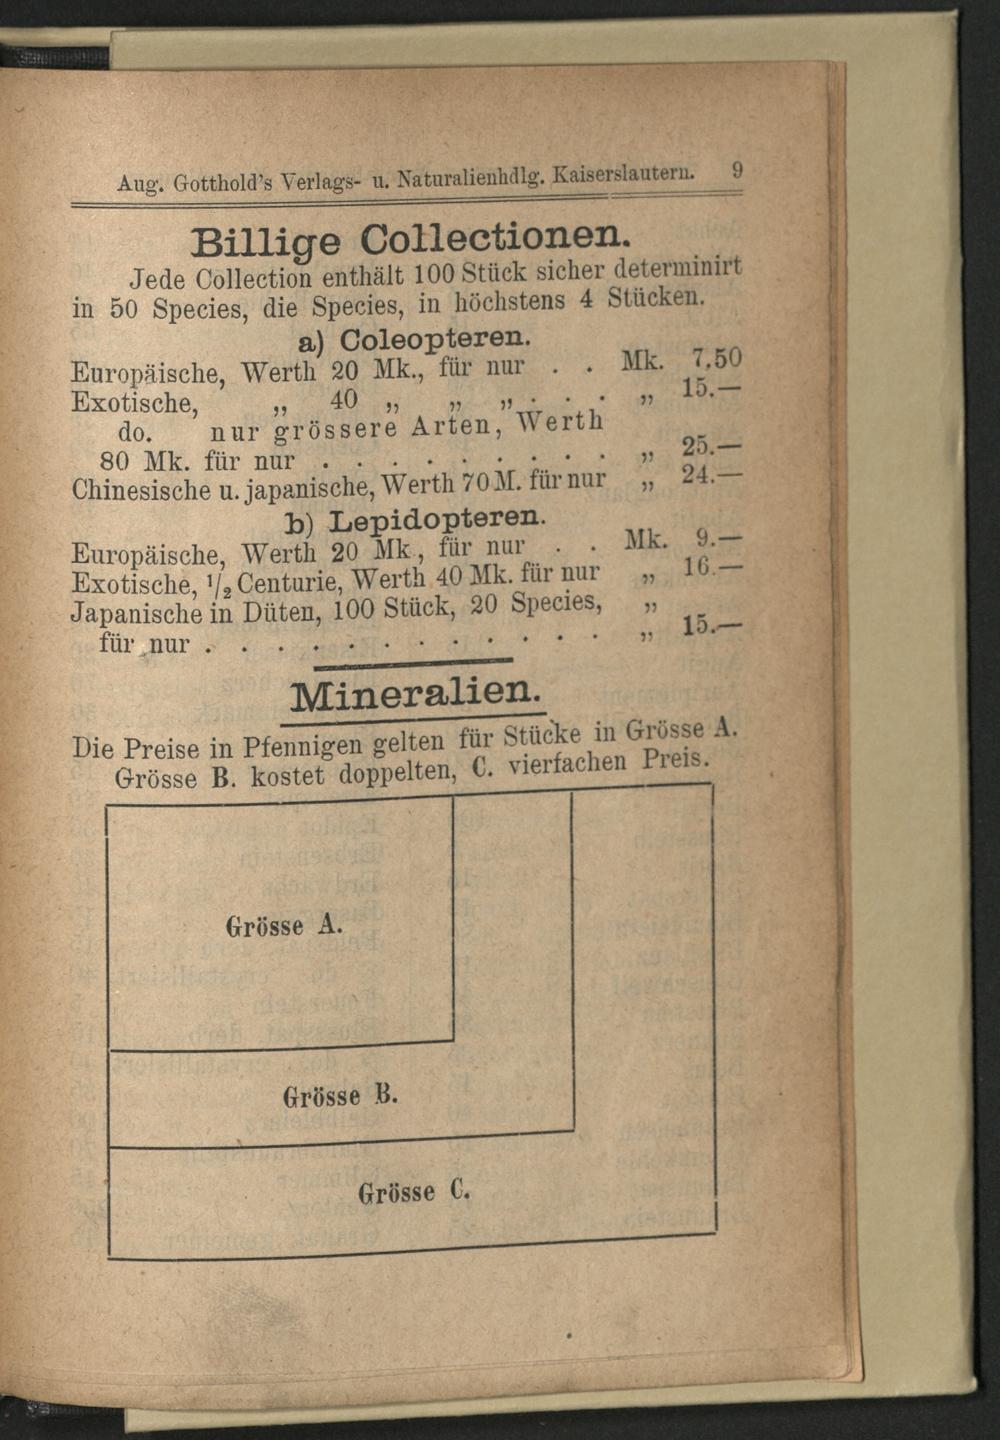 Aug. Gotthold's Verlags- u. Naturalienhdlg. Kaiserslautern. 9
Billige Collectionen.
Jede Collection enthält 100 Stück sicher determinirt
in 50 Species, die Species, in höchstens 4 Stücken.
a) Coleopteren.
Europäische, Werth 20 Mk., für nur . . Mk. 7.50
Exotische, „ 40 „ „ „ . . . „ 15.—
do. nur grössere Arten, Werth
80 Mk. für nur . . . . . . . . . „ 25.—
Chinesische u. japanische, Werth 70 M. für nur „ 24.—
b) Lepidopteren.
Europäische, Werth 20 Mk., für nur . . Mk. 9.—
Exotische, 1/2 Centurie, Werth 40 Mk. für nur „ 16.—
Japanische in Düten, 100 Stück, 20 Species, „
für nur . . . . . . . . . . . . „ 15.—
Mineralien.
Die Preise in Pfennigen gelten für Stücke in Grösse A.
Grösse B. kostet doppelten, C. vierfachen Preis.
Grösse A.
Grösse B.
Grösse C.